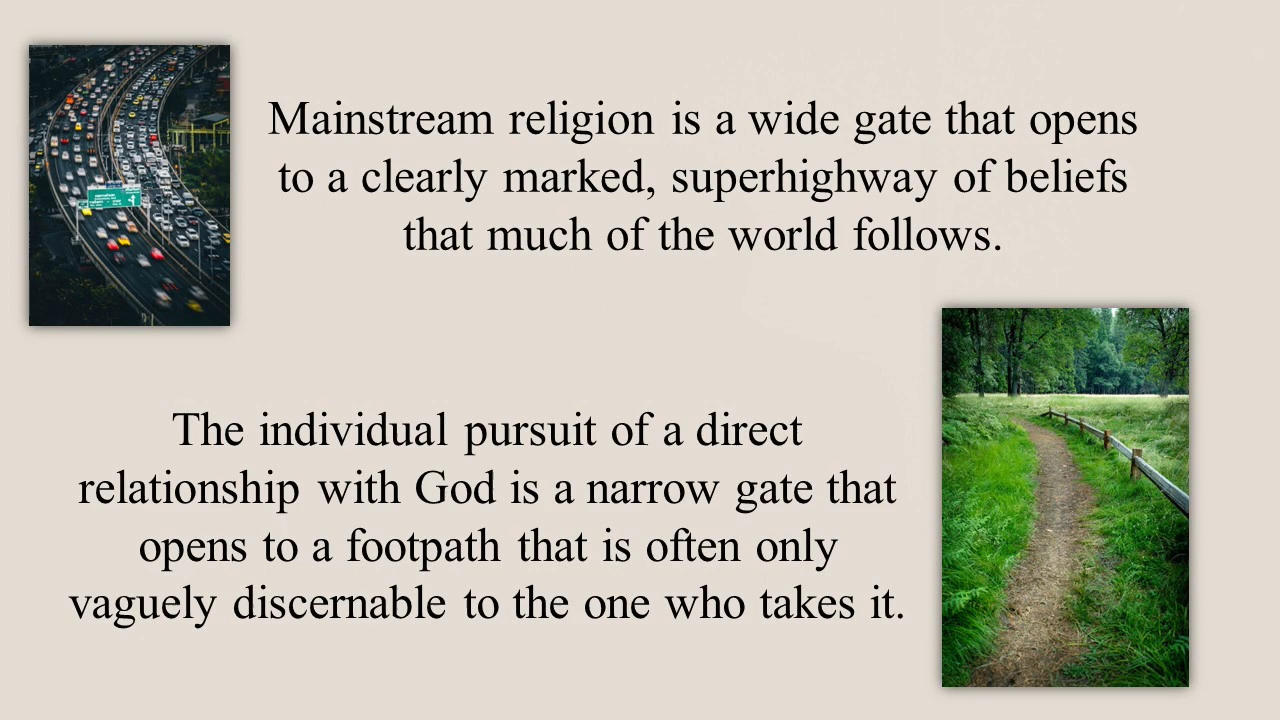 Mainstream religion is a wide gate that opens
to a clearly marked, superhighway of beliefs
that much of the world follows.
The individual pursuit of a direct
relationship with God is a narrow gate that
opens to a footpath that is often only
vaguely discernable to the one who takes it.